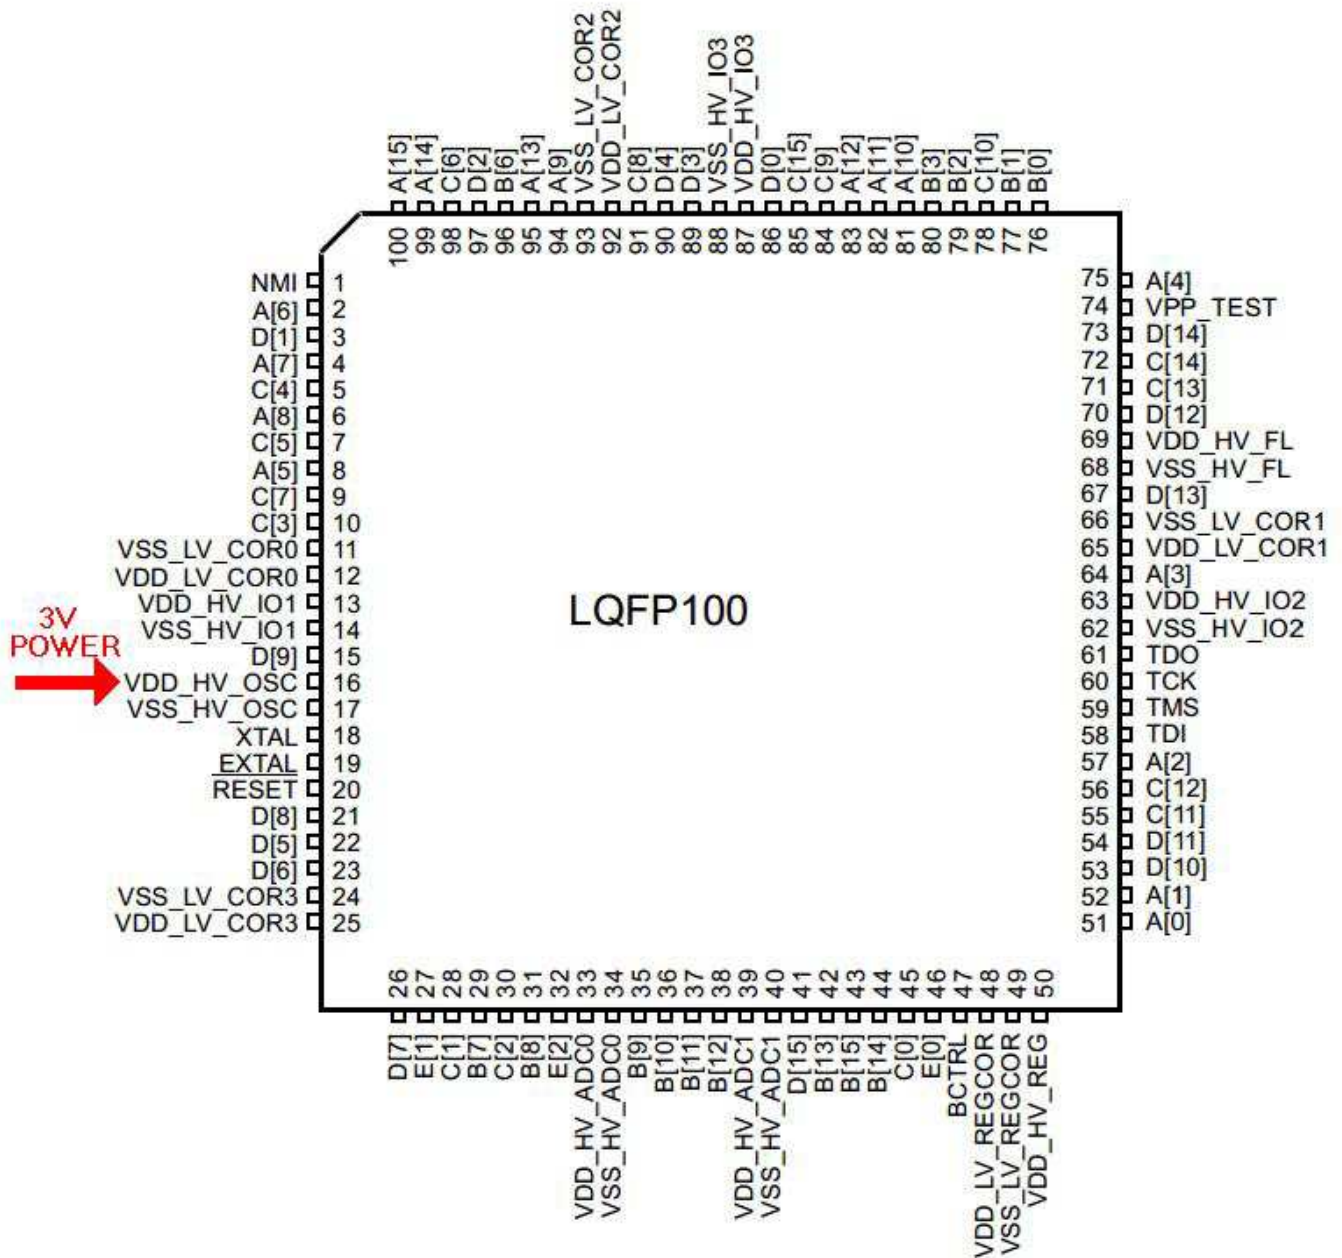 A[15]
A[14]
C[6]
D[2]
B[6]
A[13]
A[9]
VSS_LV_COR2
VDD_LV_COR2
C[8]
D[4]
D[3]
VSS_HV_IO3
VDD_HV_IO3
D[0]
C[15]
C[9]
A[12]
A[11]
A[10]
B[3]
B[2]
C[10]
B[1]
B[0]
100
99
98
97
96
95
94
93
92
91
90
89
88
87
86
85
84
83
82
81
80
79
78
77
76
NMI 1
A[6] 2
D[1] 3
A[7] 4
C[4] 5
A[8] 6
C[5] 7
A[5] 8
C[7] 9
C[3] 10
VSS_LV_COR0 11
VDD_LV_COR0 12
VDD_HV_IO1 13
VSS_HV_IO1 14
D[9] 15
VDD_HV_OSC 16
VSS_HV_OSC 17
XTAL 18
EXTAL 19
RESET 20
D[8] 21
D[5] 22
D[6] 23
VSS_LV_COR3 24
VDD_LV_COR3 25
3V
POWER
LQFP100
75 A[4]
74 VPP_TEST
73 D[14]
72 C[14]
71 C[13]
70 D[12]
69 VDD_HV_FL
68 VSS_HV_FL
67 D[13]
66 VSS_LV_COR1
65 VDD_LV_COR1
64 A[3]
63 VDD_HV_IO2
62 VSS_HV_IO2
61 TDO
60 TCK
59 TMS
58 TDI
57 A[2]
56 C[12]
55 C[11]
54 D[11]
53 D[10]
52 A[1]
51 A[0]
26
27
28
29
30
31
32
33
34
35
36
37
38
39
40
41
42
43
44
45
46
47
48
49
50
D[7]
E[1]
C[1]
B[7]
C[2]
B[8]
E[2]
VDD_HV_ADC0
VSS_HV_ADC0
B[9]
B[10]
B[11]
B[12]
VDD_HV_ADC1
VSS_HV_ADC1
D[15]
B[13]
B[15]
B[14]
C[0]
E[0]
BCTRL
VDD_LV_REGCOR
VSS_LV_REGCOR
VDD_HV_REG